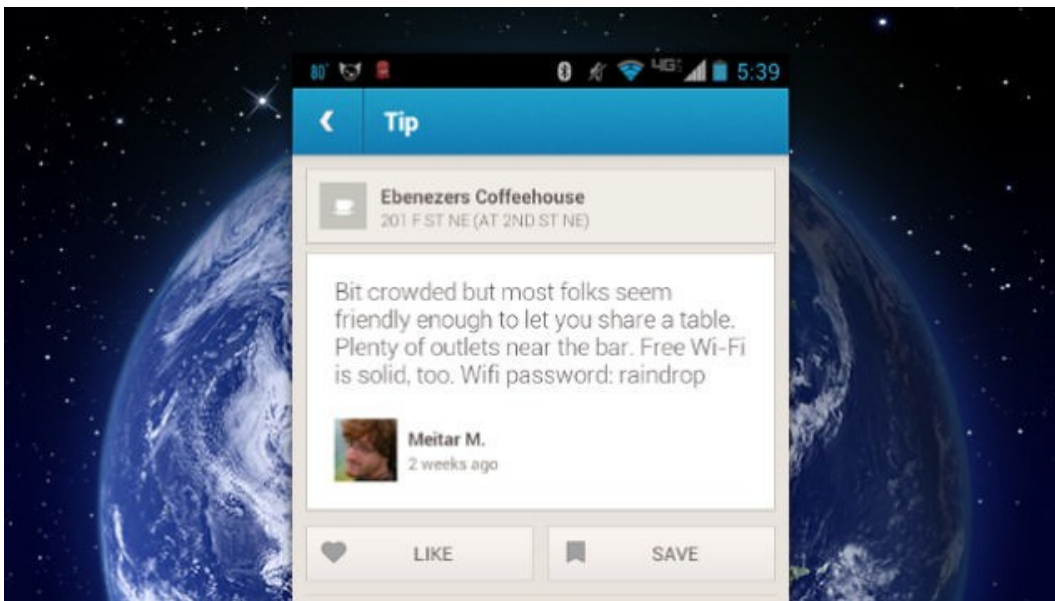 80°
4G
5:39
Tip
Ebenezers Coffeehouse
201 F ST NE (AT 2ND ST NE)
Bit crowded but most folks seem
friendly enough to let you share a table.
Plenty of outlets near the bar. Free Wi-Fi
is solid, too. Wifi password: raindrop
Meitar M.
2 weeks ago
LIKE
SAVE